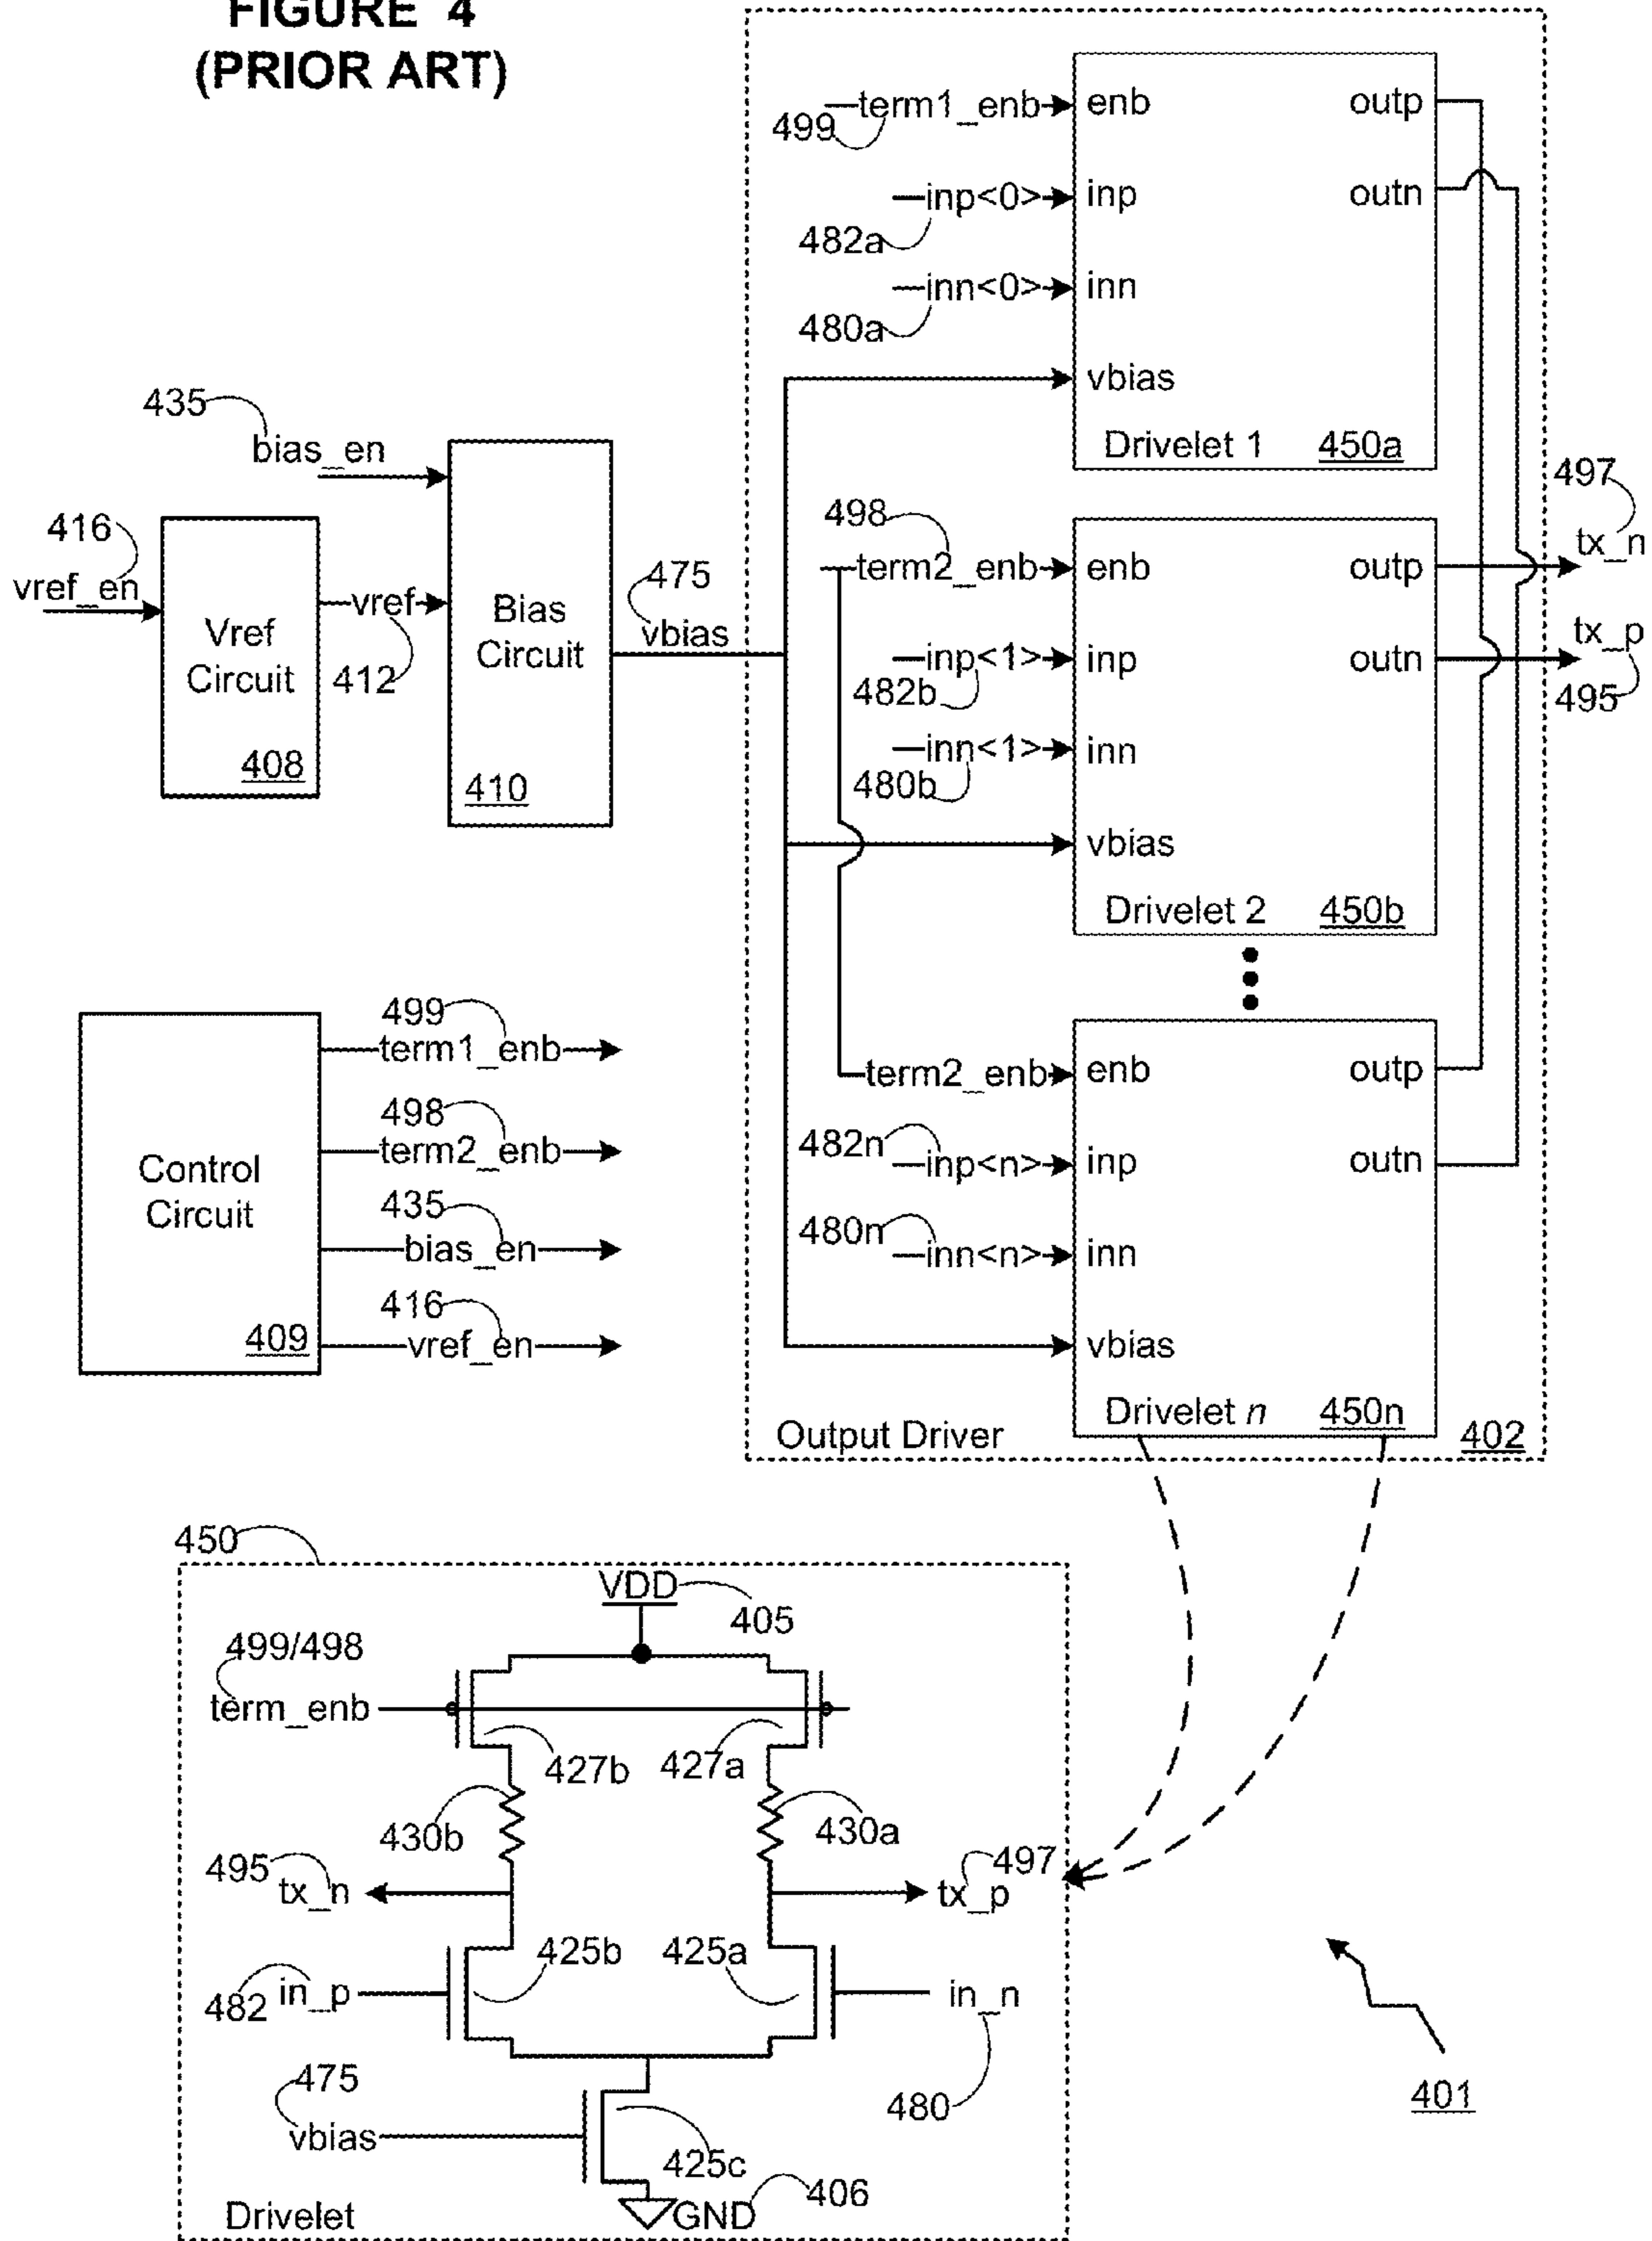 FIGURE 4
(PRIOR ART)
term1_enb
499
enb
outp
inp<0>
482a
inp
outn
inn<0>
480a
inn
vbias
Drivelet 1
450a
435
bias_en
416
vref_en
Vref
Circuit
408
vref
412
Bias
Circuit
410
475
vbias
498
term2_enb
enb
outp
497
tx_n
inp<1>
482b
inp
outn
tx_p
495
inn<1>
480b
inn
vbias
Drivelet 2
450b
Control
Circuit
409
499
term1_enb
498
term2_enb
435
bias_en
416
vref_en
term2_enb
enb
outp
482n
inp<n>
inp
outn
480n
inn<n>
inn
vbias
Drivelet n
450n
Output Driver
402
450
VDD
405
499/498
term_enb
427b
427a
430b
430a
495
tx_n
497
tx_p
425b
425a
482
in_p
in_n
480
475
vbias
425c
GND
406
Drivelet
401